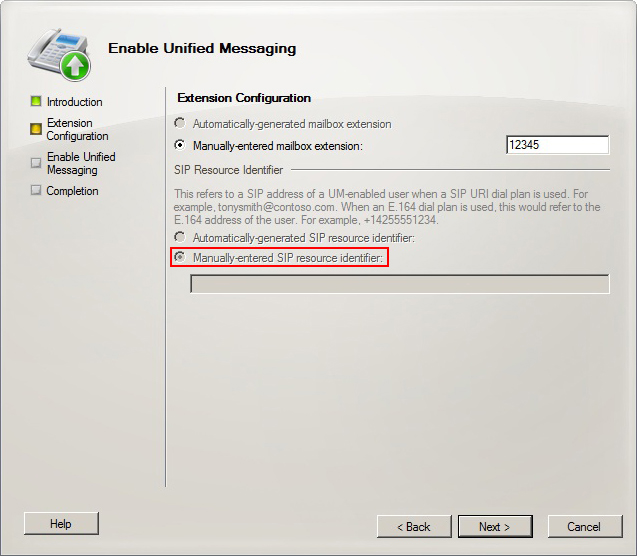 Enable Unified Messaging
Introduction
Extension
Configuration
Enable Unified
Messaging
Completion
Extension Configuration
Automatically-generated mailbox extension
Manually-entered mailbox extension:
12345
SIP Resource Identifier
This refers to a SIP address of a UM-enabled user when a SIP URI dial plan is used. For
example, tonysmith@contoso.com. When an E.164 dial plan is used, this would refer to the
E.164 address of the user. For example, +14255551234.
Automatically-generated SIP resource identifier:
Manually-entered SIP resource identifier:
Help
< Back
Next >
Cancel